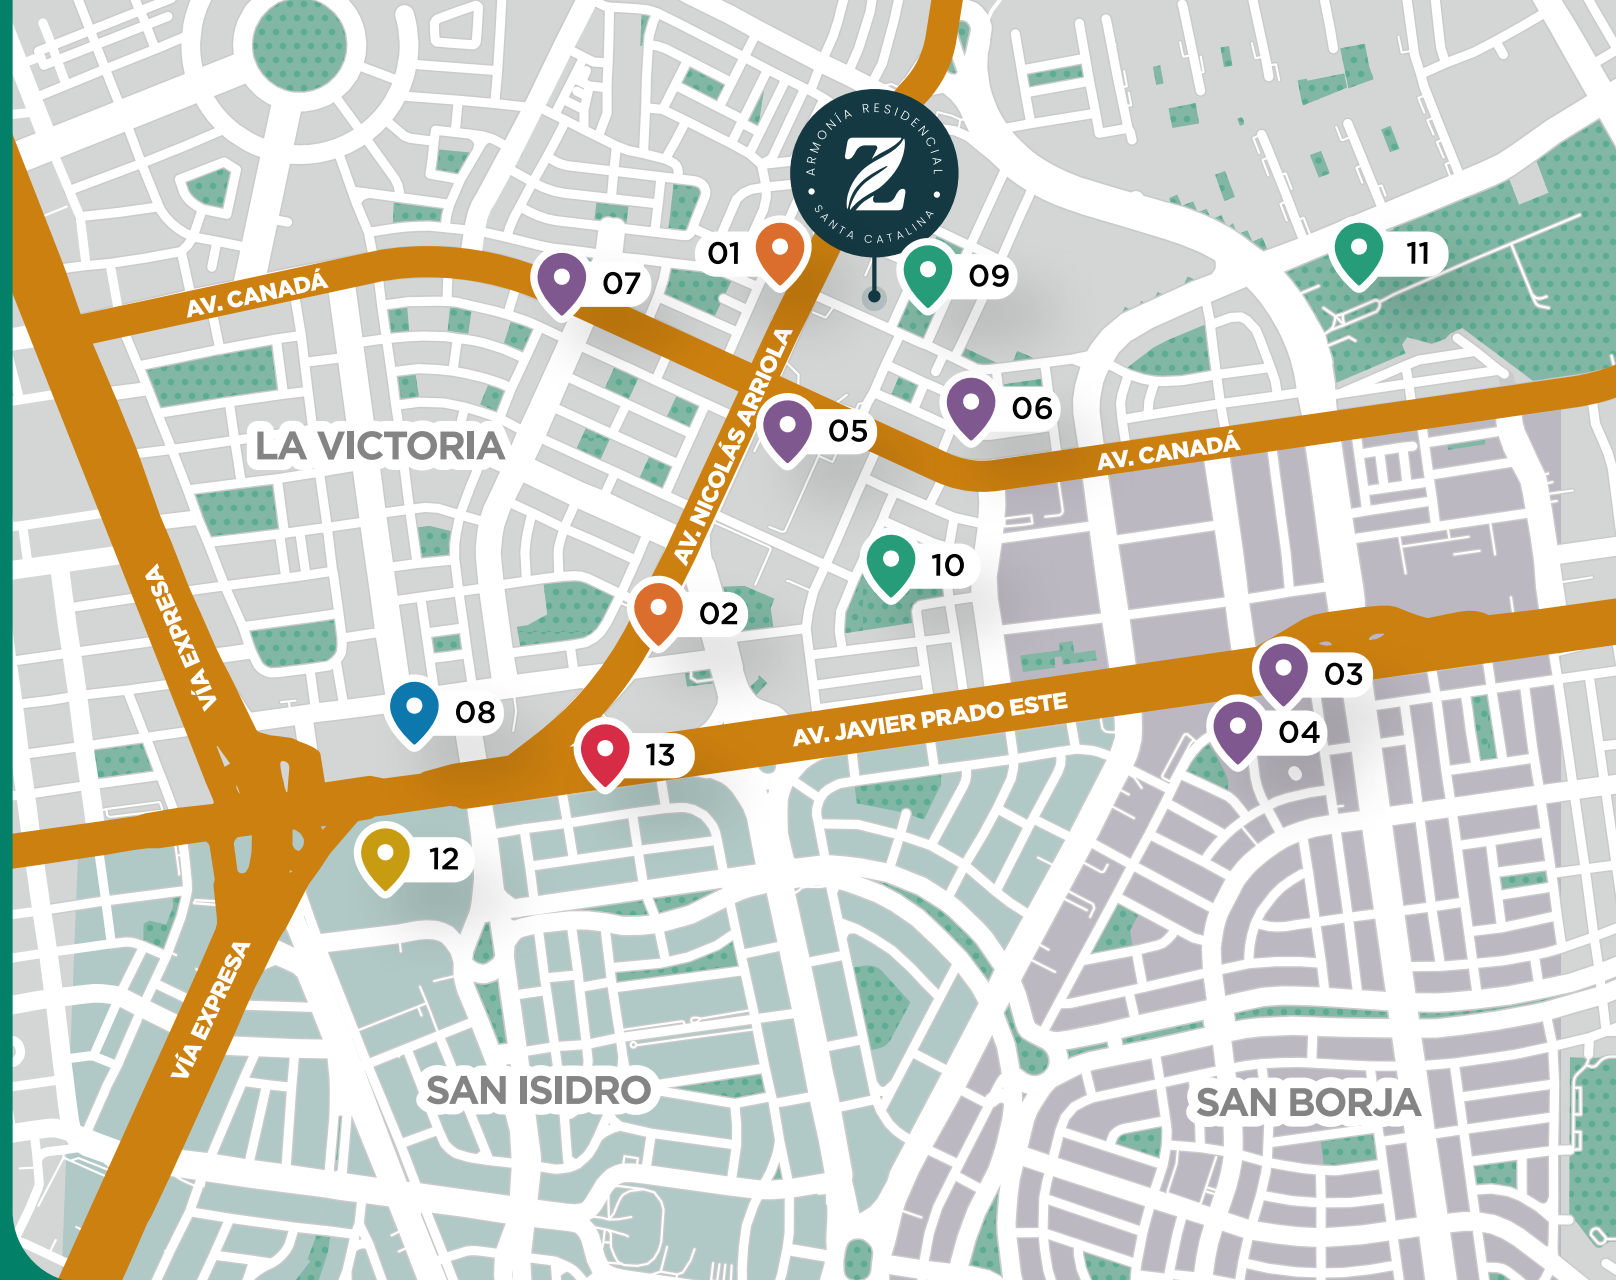 ARMONÍA RESIDENCIAL
Z
SANTA CATALINA
01
09
11
07
AV. CANADÁ
AV. NICOLÁS ARRIOLA
06
05
LA VICTORIA
AV. CANADÁ
10
VÍA EXPRESA
02
03
08
AV. JAVIER PRADO ESTE
04
13
12
VÍA EXPRESA
SAN ISIDRO
SAN BORJA